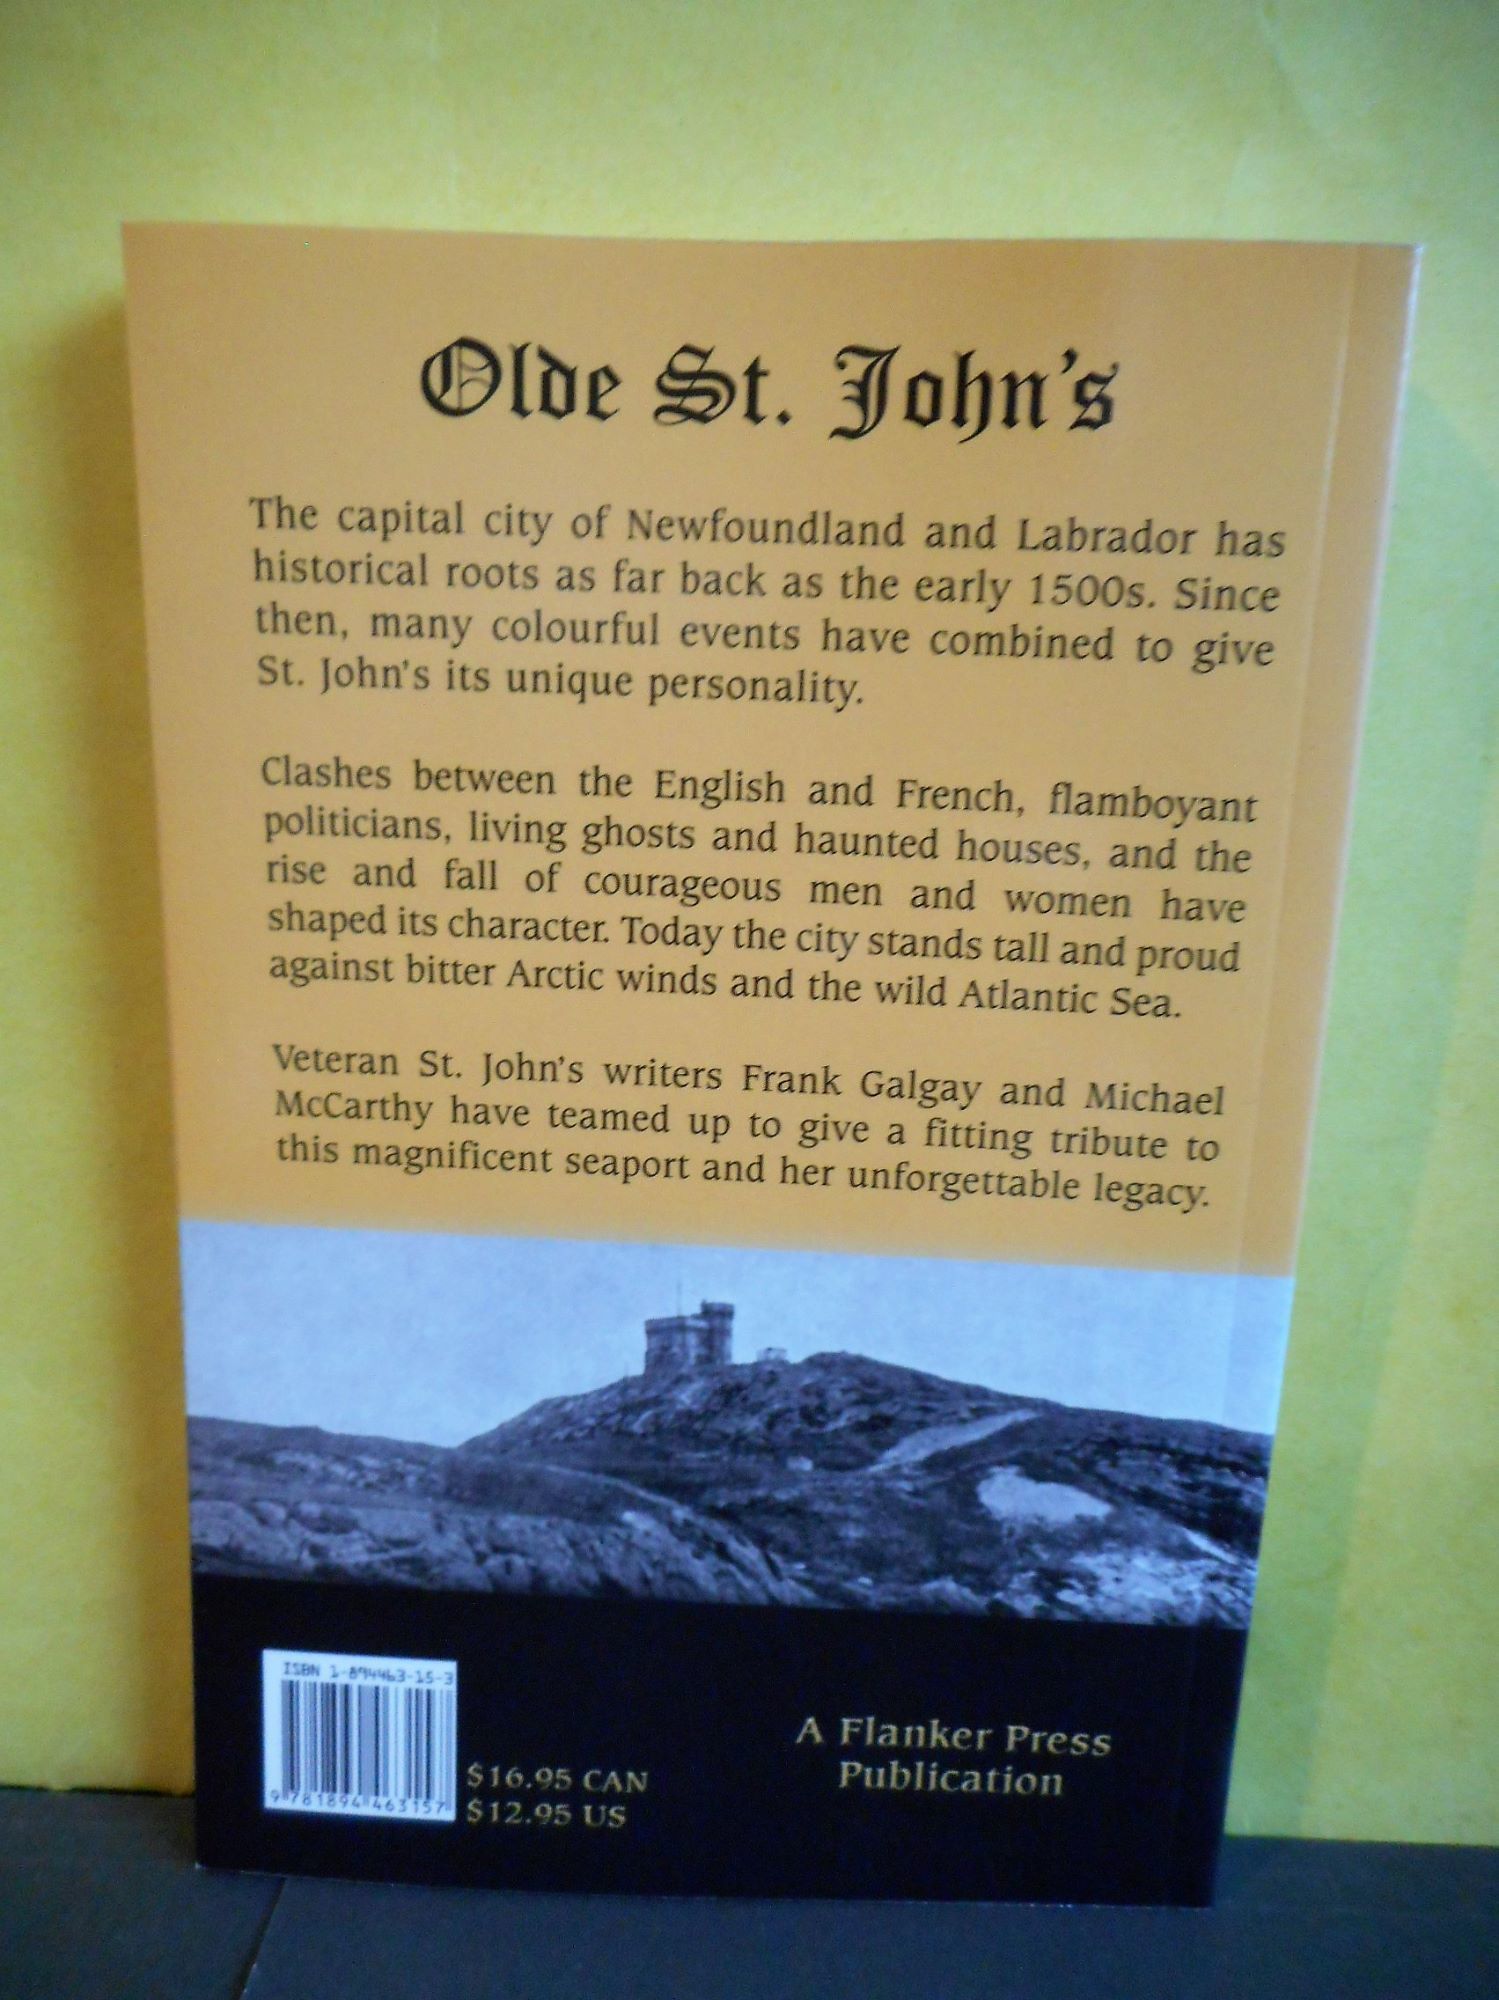 Olde St. John's
The capital city of Newfoundland and Labrador has
historical roots as far back as the early 1500s. Since
then, many colourful events have combined to give
St. John's its unique personality.
Clashes between the English and French, flamboyant
politicians, living ghosts and haunted houses, and the
rise and fall of courageous men and women have
shaped its character. Today the city stands tall and proud
against bitter Arctic winds and the wild Atlantic Sea.
Veteran St. John's writers Frank Galgay and Michael
McCarthy have teamed up to give a fitting tribute to
this magnificent seaport and her unforgettable legacy.
ISBN 1-894463-15-3
9 781894 463157
$16.95 CAN
$12.95 US
A Flanker Press
Publication